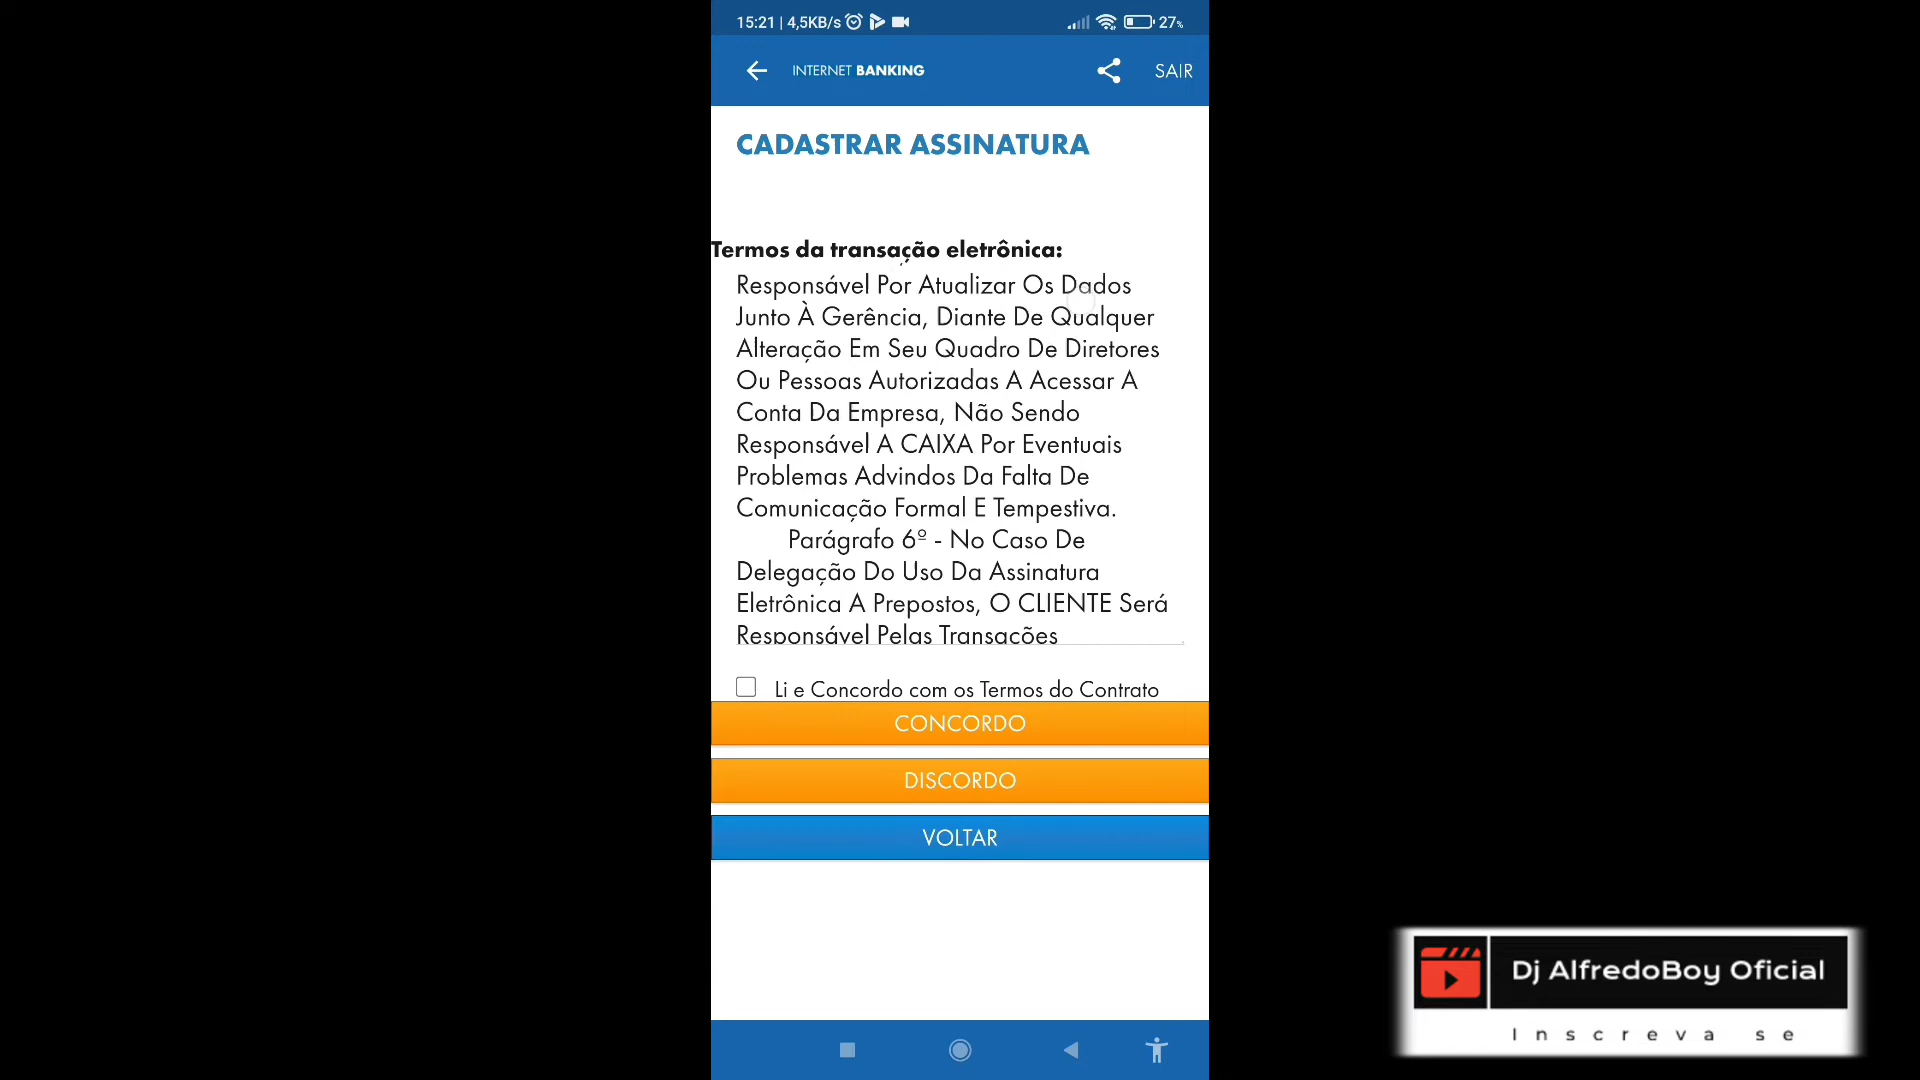 15:21 | 4,5KB/s 27%
INTERNET BANKING SAIR
CADASTRAR ASSINATURA
Termos da transação eletrônica:
Responsável Por Atualizar Os Dados
Junto À Gerência, Diante De Qualquer
Alteração Em Seu Quadro De Diretores
Ou Pessoas Autorizadas A Acessar A
Conta Da Empresa, Não Sendo
Responsável A CAIXA Por Eventuais
Problemas Advindos Da Falta De
Comunicação Formal E Tempestiva.
Parágrafo 6º - No Caso De
Delegação Do Uso Da Assinatura
Eletrônica A Prepostos, O CLIENTE Será
Responsável Pelas Transações
Li e Concordo com os Termos do Contrato
CONCORDO
DISCORDO
VOLTAR
Dj AlfredoBoy Oficial
Inscreva se